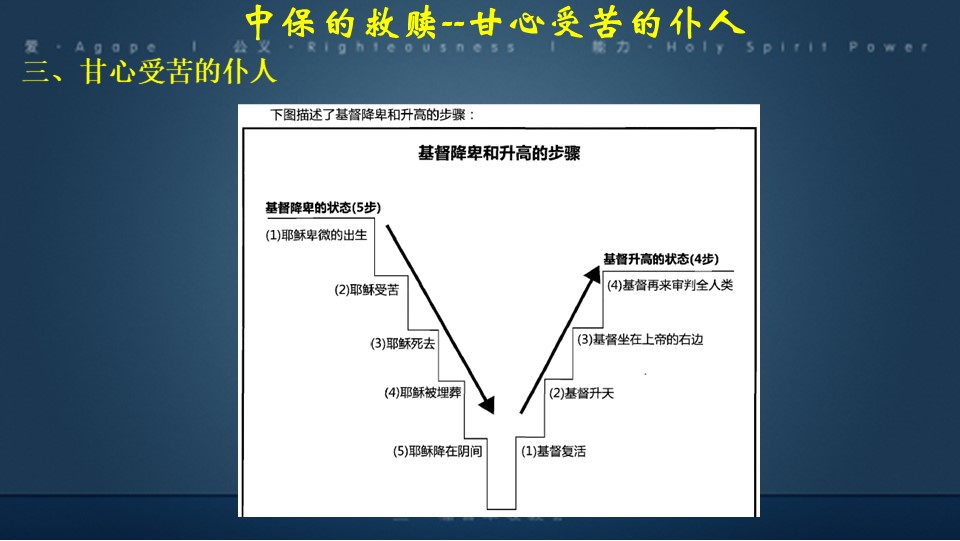 中保的救赎--甘心受苦的仆人
爱 · Agape | 公义 · Righteousness | 能力 · Holy Spirit Power
三、甘心受苦的仆人
下图描述了基督降卑和升高的步骤：
基督降卑和升高的步骤
基督降卑的状态(5步)
(1)耶稣卑微的出生
(2)耶稣受苦
(3)耶稣死去
(4)耶稣被埋葬
(5)耶稣降在阴间
基督升高的状态(4步)
(4)基督再来审判全人类
(3)基督坐在上帝的右边
(2)基督升天
(1)基督复活